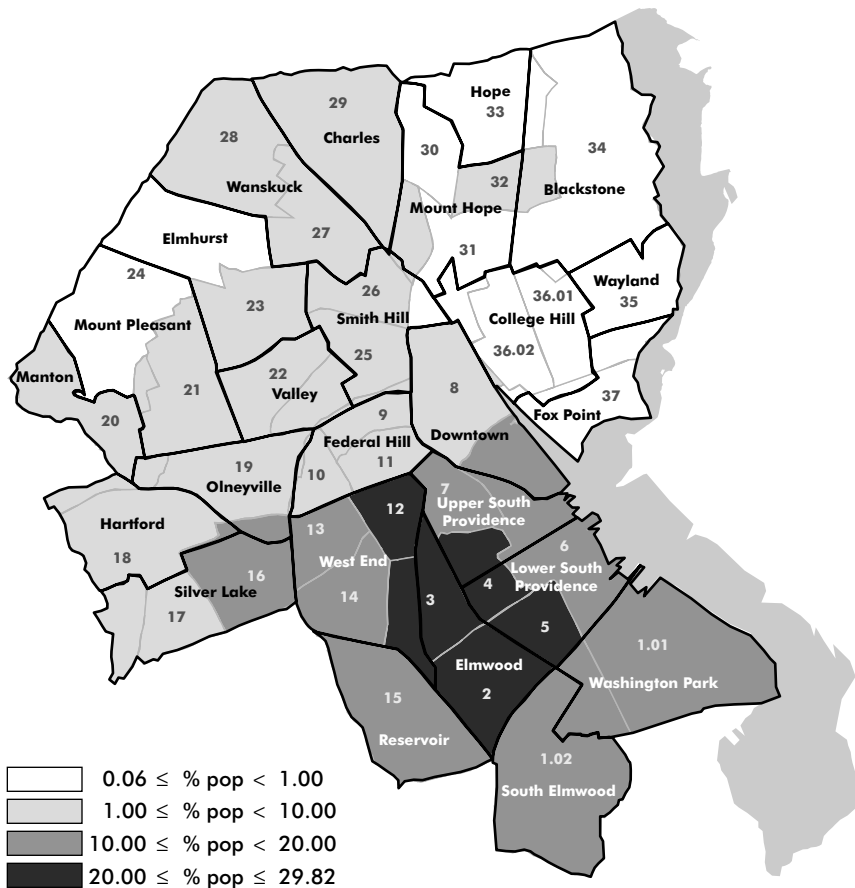 Hope
33
29
Charles
28
30
34
32
Blackstone
Wanskuck
Mount Hope
27
Elmhurst
31
24
Wayland
35
26
36.01
23
Mount Pleasant
Smith Hill
College Hill
36.02
25
Manton
22
Valley
21
8
37
20
9
Fox Point
Federal Hill
Downtown
11
19
10
Olneyville
7
12
Upper South
Providence
Hartford
13
18
6
West End
Lower South
Providence
16
Silver Lake
4
14
3
17
5
1.01
Elmwood
2
Washington Park
15
Reservoir
1.02
South Elmwood
0.06 ≤ % pop < 1.00
1.00 ≤ % pop < 10.00
10.00 ≤ % pop < 20.00
20.00 ≤ % pop ≤ 29.82